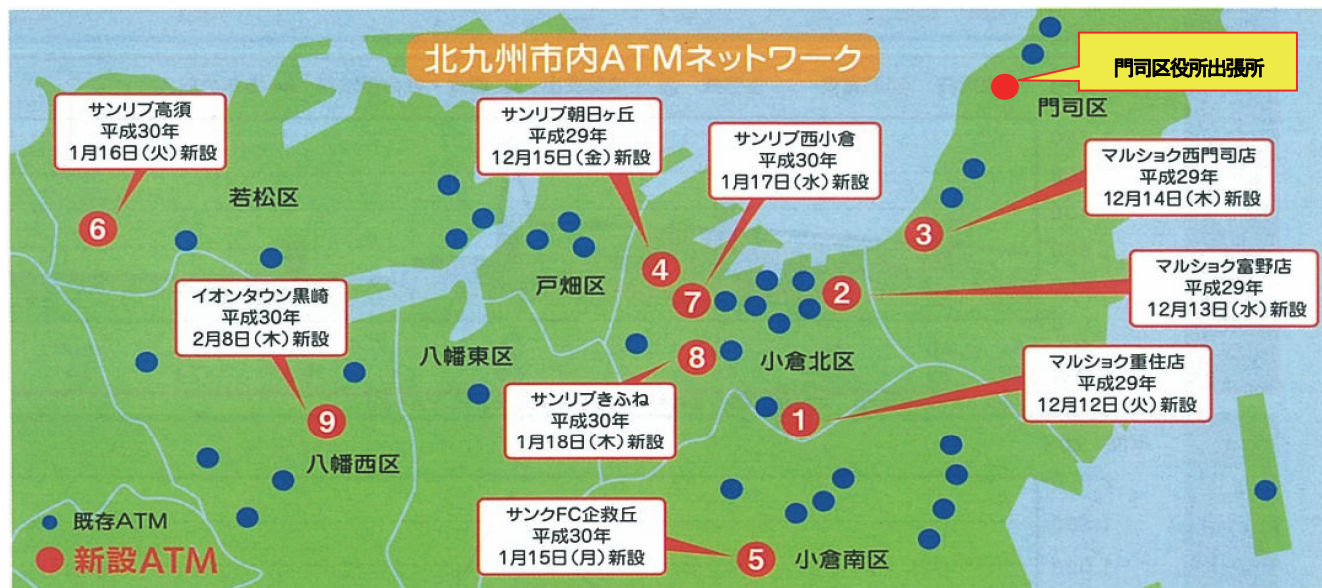 北九州市内ATMネットワーク
門司区役所出張所
門司区
サンリブ高須
平成30年
1月16日(火)新設
サンリブ朝日ヶ丘
平成29年
12月15日(金)新設
サンリブ西小倉
平成30年
1月17日(水)新設
マルショク西門司店
平成29年
12月14日(木)新設
若松区
6
3
4
戸畑区
7
2
マルショク富野店
平成29年
12月13日(水)新設
イオンタウン黒崎
平成30年
2月8日(木)新設
八幡東区
8
小倉北区
マルショク重住店
平成29年
12月12日(火)新設
サンリブきふね
平成30年
1月18日(木)新設
9
1
八幡西区
サンクFC企救丘
平成30年
1月15日(月)新設
5
小倉南区
既存ATM
新設ATM